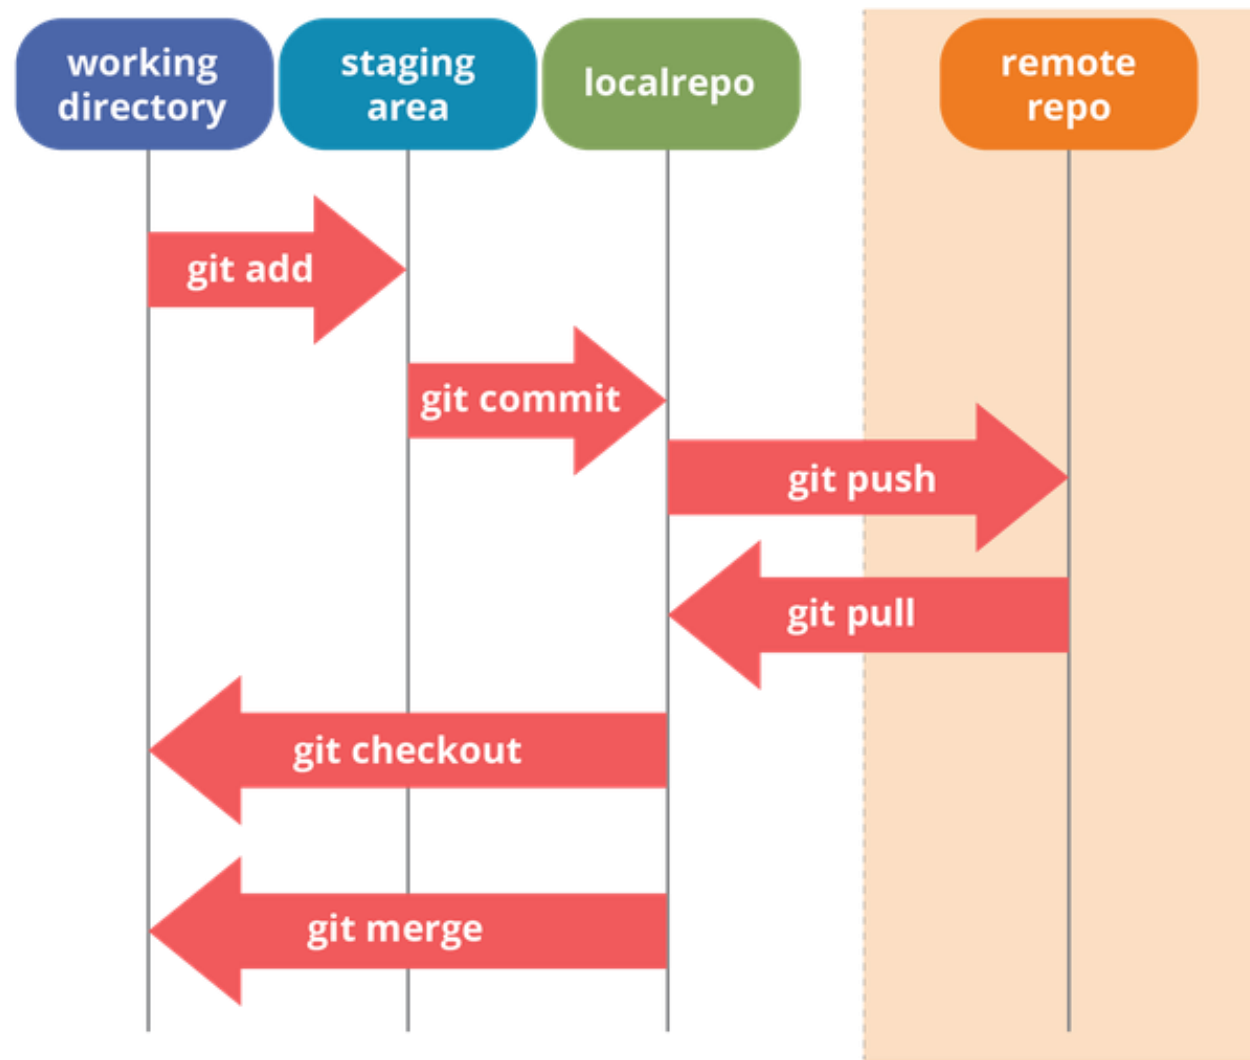 working
directory
staging
area
localrepo
remote
repo
git add
git commit
git push
git pull
git checkout
git merge